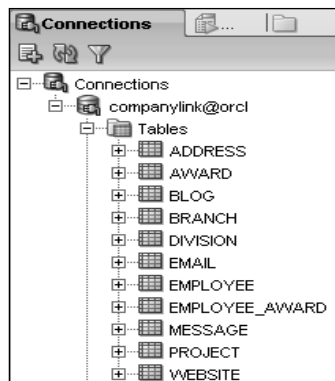 Connections
...
Connections
companylink@orcl
Tables
ADDRESS
AWARD
BLOG
BRANCH
DIVISION
EMAIL
EMPLOYEE
EMPLOYEE_AWARD
MESSAGE
PROJECT
WEBSITE